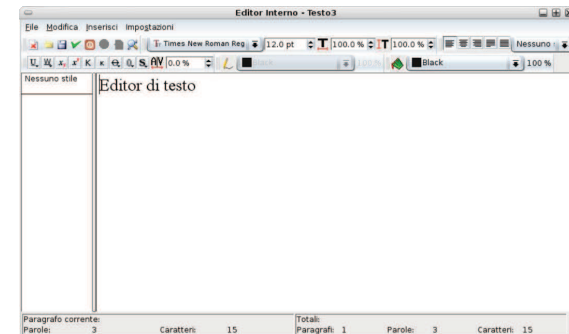 Editor Interno - Testo3
File Modifica Inserisci Impostazioni
Times New Roman Reg 12.0 pt 100.0 % 100.0 % Nessuno
0.0 % Black 100 %
Nessuno stile
Editor di testo
Paragrafo corrente: Totali:
Parole: 3 Caratteri: 15 Paragrafi: 1 Parole: 3 Caratteri: 15